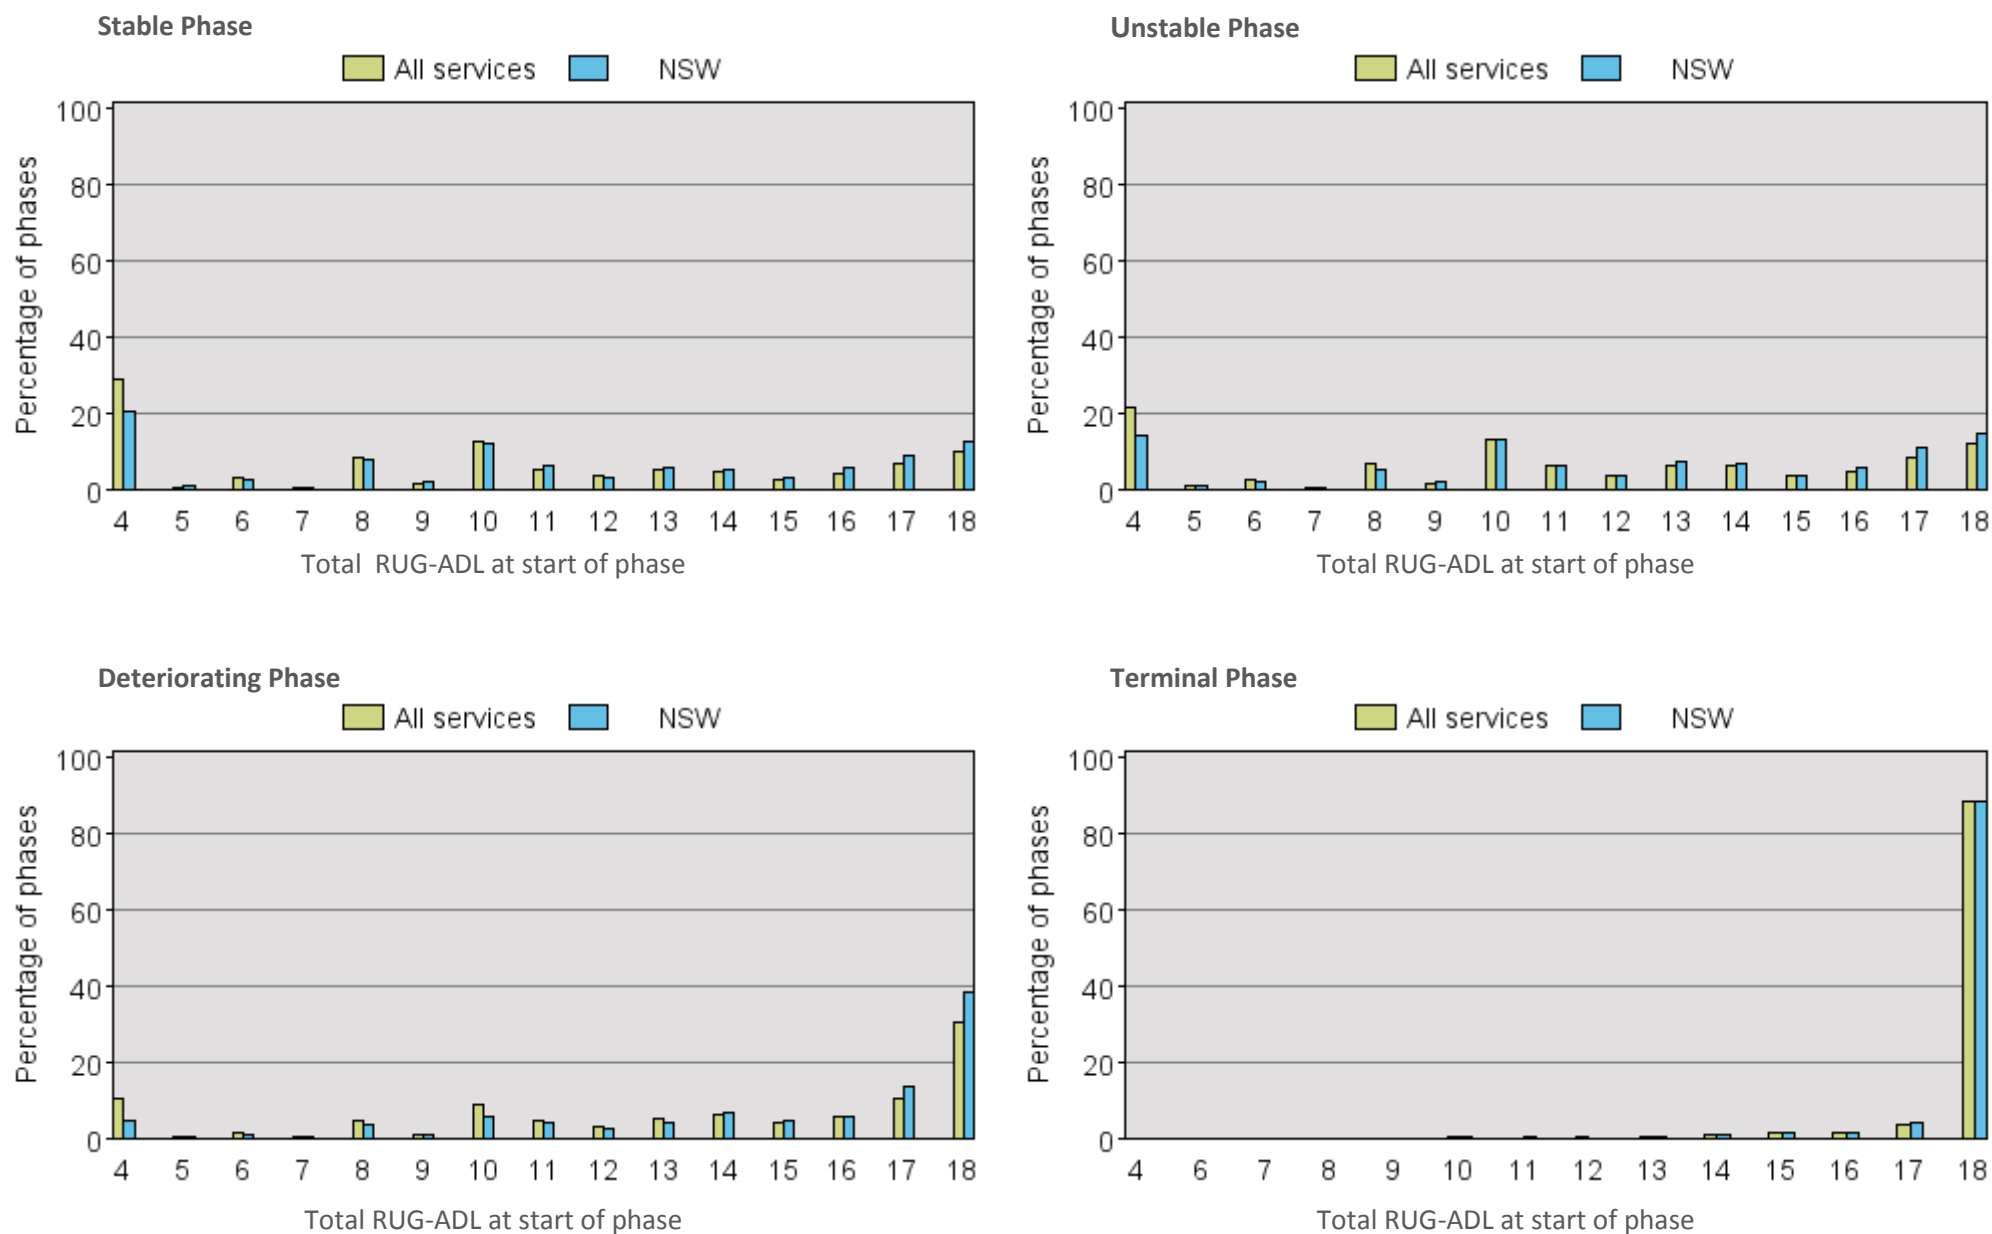 Stable Phase
All services NSW
100
80
60
40
20
0
Percentage of phases
4 5 6 7 8 9 10 11 12 13 14 15 16 17 18
Total RUG-ADL at start of phase
Unstable Phase
All services NSW
100
80
60
40
20
0
Percentage of phases
4 5 6 7 8 9 10 11 12 13 14 15 16 17 18
Total RUG-ADL at start of phase
Deteriorating Phase
All services NSW
100
80
60
40
20
0
Percentage of phases
4 5 6 7 8 9 10 11 12 13 14 15 16 17 18
Total RUG-ADL at start of phase
Terminal Phase
All services NSW
100
80
60
40
20
0
Percentage of phases
4 6 7 8 9 10 11 12 13 14 15 16 17 18
Total RUG-ADL at start of phase